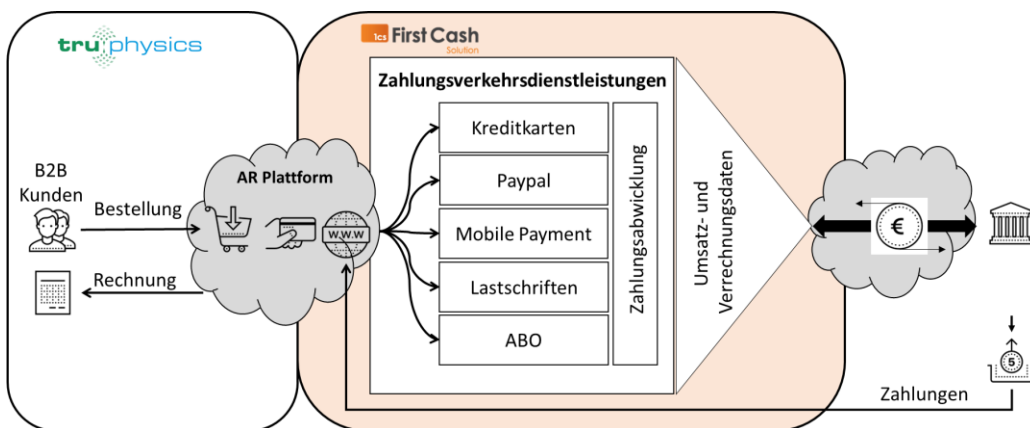 truphysics
1cs First Cash
Solution
Zahlungsverkehrsdienstleistungen
B2B
Kunden
Bestellung
Rechnung
AR Plattform
W.W.W
Kreditkarten
Paypal
Mobile Payment
Lastschriften
ABO
Zahlungsabwicklung
Umsatz- und
Verrechnungsdaten
€
5
Zahlungen